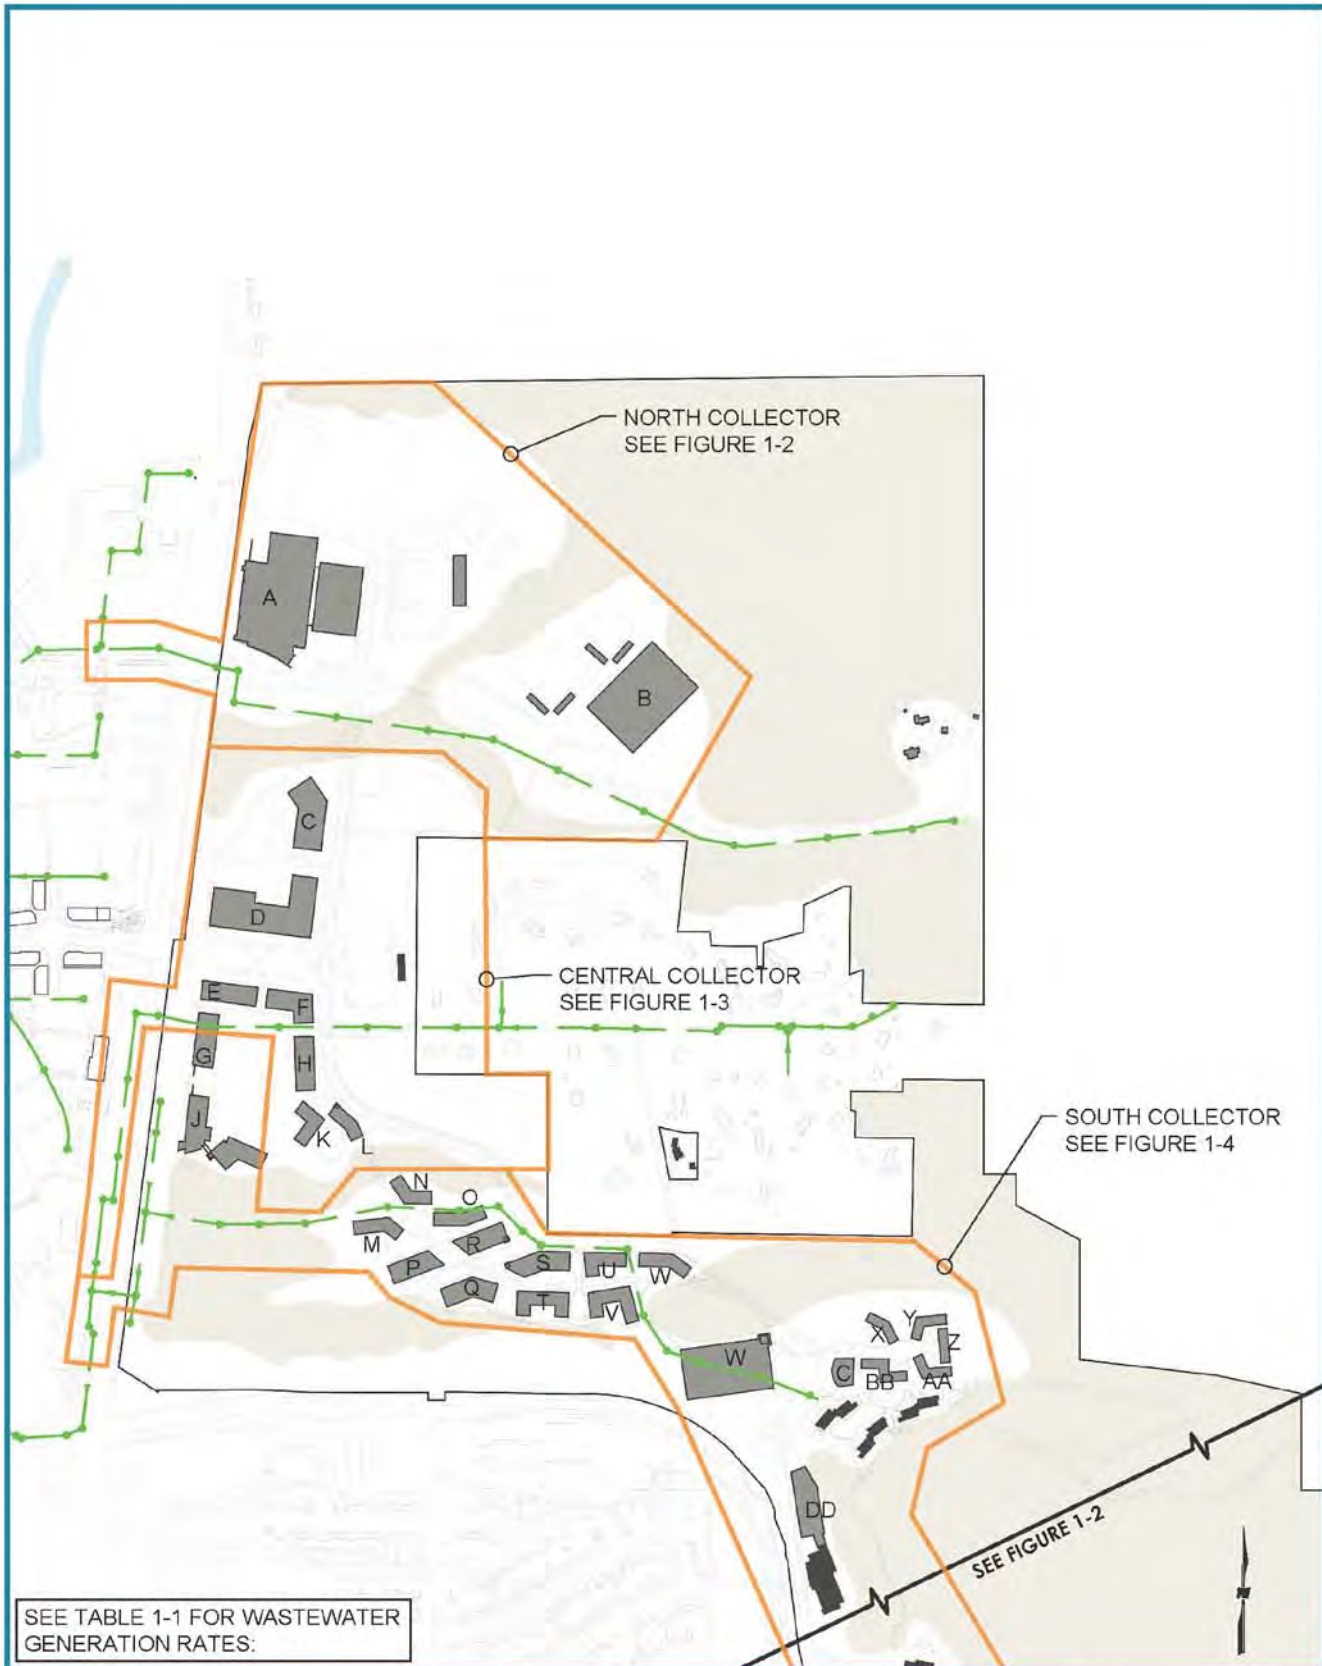 NORTH COLLECTOR
SEE FIGURE 1-2
A
B
C
D
CENTRAL COLLECTOR
SEE FIGURE 1-3
E
F
G
H
J
K
L
SOUTH COLLECTOR
SEE FIGURE 1-4
N
O
M
R
P
S
U
W
Q
T
V
X
Y
Z
W
C
BB
AA
DD
SEE FIGURE 1-2
N
SEE TABLE 1-1 FOR WASTEWATER
GENERATION RATES: